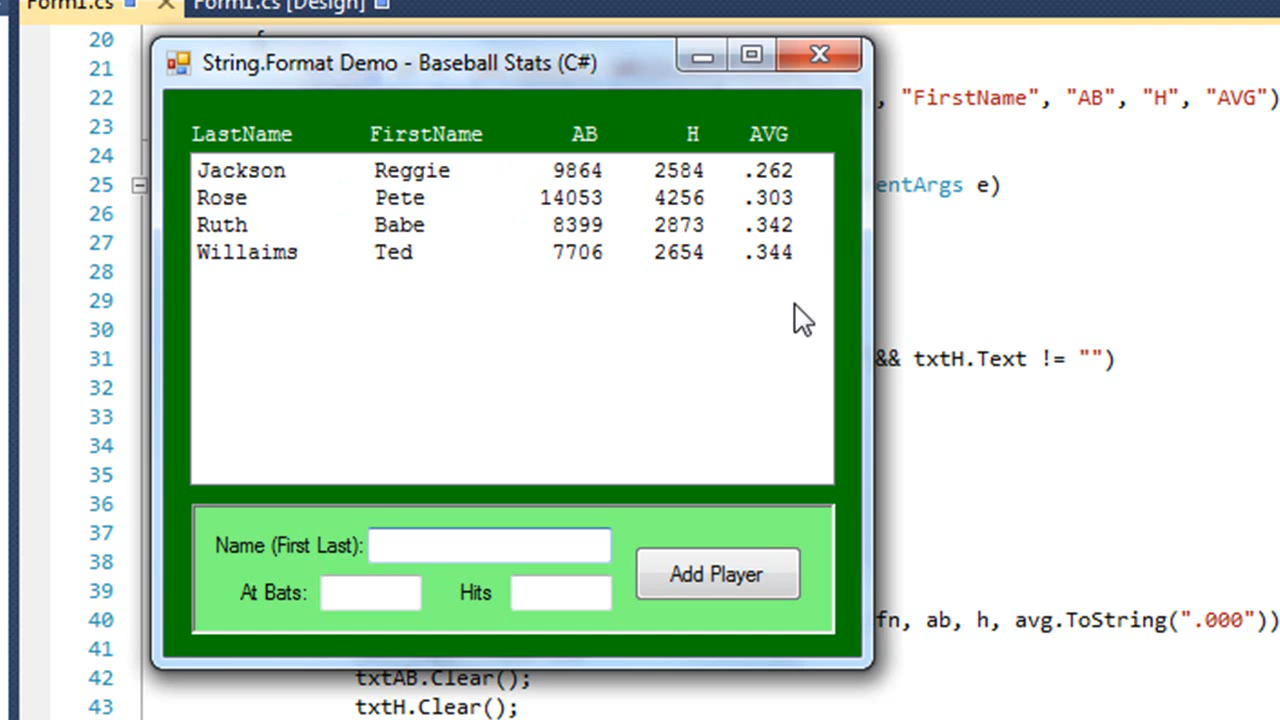 Form1.cs Form1.cs [Design]
String.Format Demo - Baseball Stats (C#)
20
21
22 , "FirstName", "AB", "H", "AVG")
23
24
25 entArgs e)
26
27
28
29
30
31 && txtH.Text != "")
32
33
34
35
36
37
38
39
40 fn, ab, h, avg.ToString(".000"))
41
42 txtAB.Clear();
43 txtH.Clear();
LastName FirstName AB H AVG
Jackson Reggie 9864 2584 .262
Rose Pete 14053 4256 .303
Ruth Babe 8399 2873 .342
Willaims Ted 7706 2654 .344
Name (First Last):
At Bats: Hits
Add Player